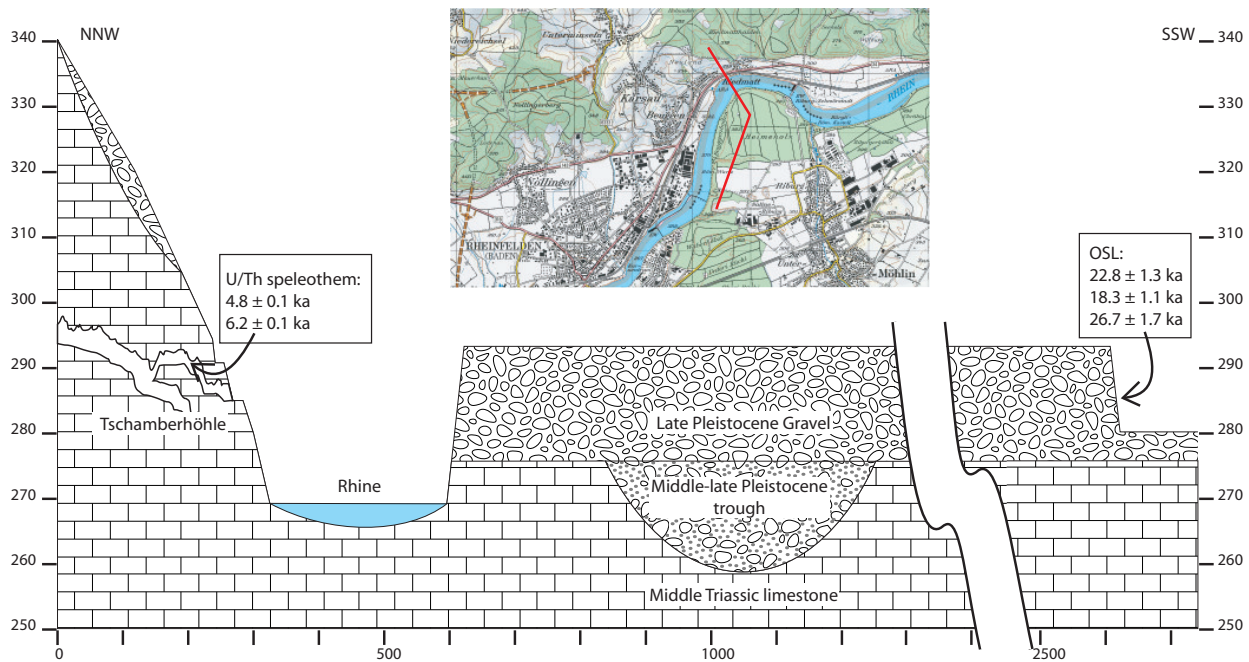 NNW
SSW
340
330
320
310
300
290
280
270
260
250
340
330
320
310
300
290
280
270
260
250
Unterminseln
Karsau
Beuggen
Riedmatt
RHEIN
Nollingen
Riburg
RHEINFELDEN
(BADEN)
Unter-
Möhlin
U/Th speleothem:
4.8 ± 0.1 ka
6.2 ± 0.1 ka
OSL:
22.8 ± 1.3 ka
18.3 ± 1.1 ka
26.7 ± 1.7 ka
Tschamberhöhle
Late Pleistocene Gravel
Rhine
Middle-late Pleistocene
trough
Middle Triassic limestone
0
500
1000
2500